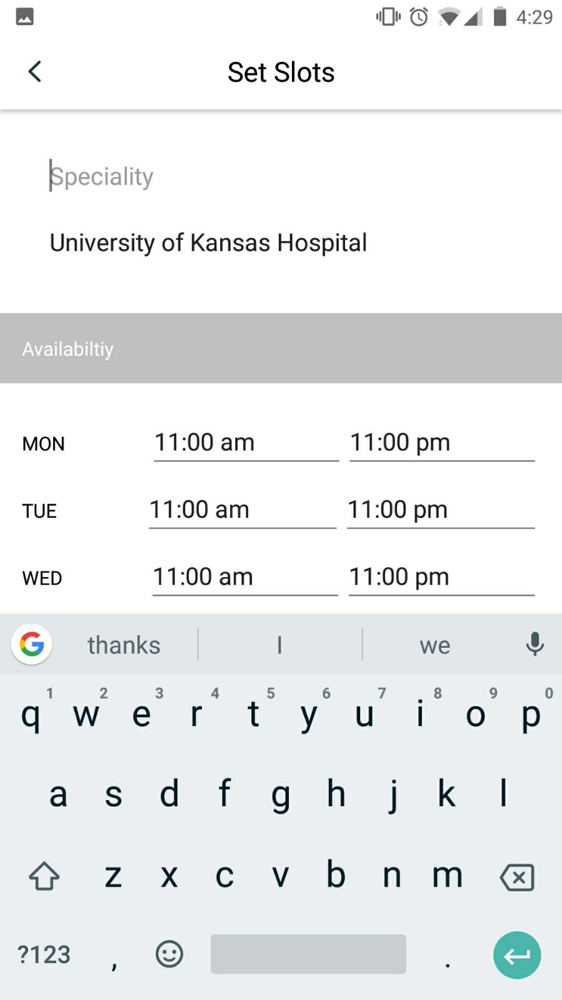 4:29
Set Slots
Speciality
University of Kansas Hospital
Availabiltiy
MON 11:00 am 11:00 pm
TUE 11:00 am 11:00 pm
WED 11:00 am 11:00 pm
G thanks I we
1 2 3 4 5 6 7 8 9 0
q w e r t y u i o p
a s d f g h j k l
z x c v b n m
?123 , .